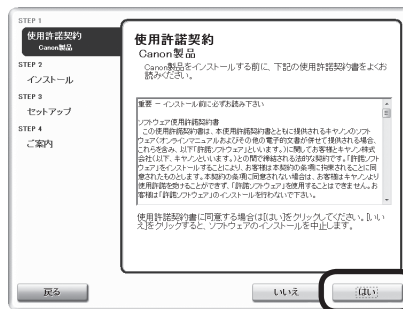 STEP 1
使用許諾契約
Canon製品
STEP 2
インストール
STEP 3
セットアップ
STEP 4
ご案内
使用許諾契約
Canon製品
Canon製品をインストールする前に、下記の使用許諾契約書をよくお
読みください。
重要 － インストール前に必ずお読み下さい
ソフトウェア使用許諾契約書
この使用許諾契約書は、本使用許諾契約書とともに提供されるキヤノンのソフト
ウェア(オンラインマニュアルおよびその他の電子的文書が併せて提供される場合、
これらを含み、以下「許諾ソフトウェア」といいます。)に関してお客様とキヤノン株式
会社(以下、キヤノンといいます。)との間で締結される法的な契約です。「許諾ソフト
ウェア」をインストールすることにより、お客様は本契約の条項に拘束されることに同
意されたものとします。本契約の条項に同意されない場合は、お客様はキヤノンより
使用許諾を受けることができず、「許諾ソフトウェア」を使用することはできません。お
客様は「許諾ソフトウェア」のインストールを行わないで下さい。
使用許諾契約書に同意する場合は[はい]をクリックしてください。[いい
え]をクリックすると、ソフトウェアのインストールを中止します。
戻る
いいえ
はい